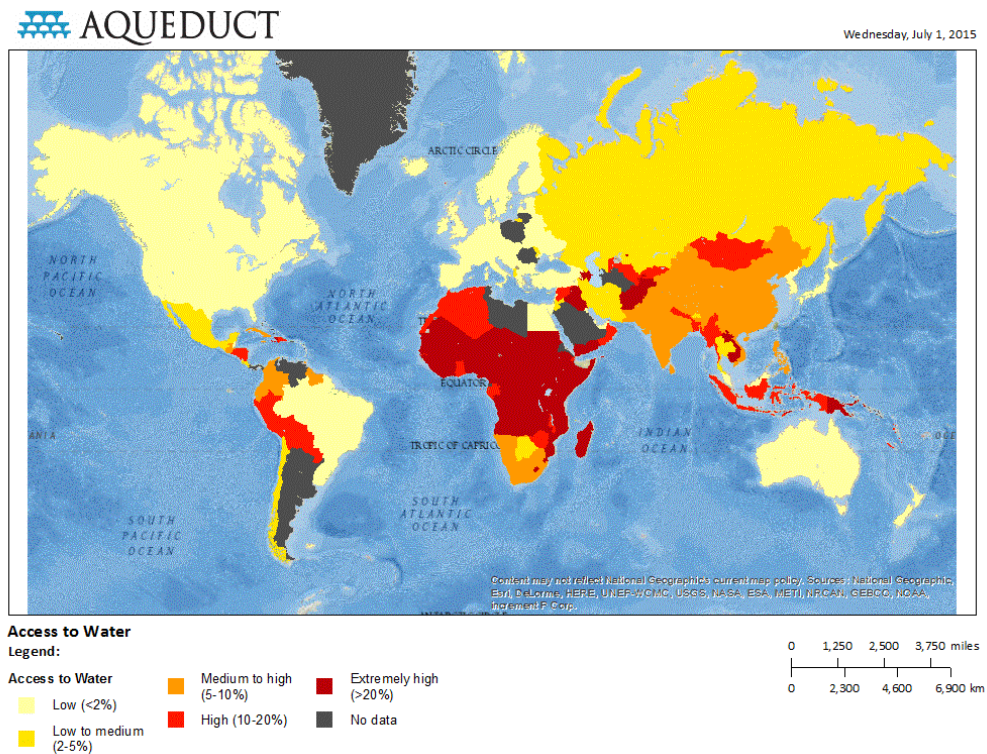 AQUEDUCT
Wednesday, July 1, 2015
ARCTIC CIRCLE
NORTH
PACIFIC
OCEAN
NORTH
ATLANTIC
OCEAN
EQUATOR
ANIA
TROPIC OF CAPRICO
INDIAN
OCEAN
SOUTH
PACIFIC
OCEAN
SOUTH
ATLANTIC
OCEAN
Content may not reflect National Geographic's current map policy. Sources: National Geographic,
Esri, DeLorme, HERE, UNEP-WCMC, USGS, NASA, ESA, METI, NRCAN, GEBCO, NOAA,
increment P Corp.
Access to Water
Legend:
Access to Water
Low (<2%)
Low to medium
(2-5%)
Medium to high
(5-10%)
High (10-20%)
Extremely high
(>20%)
No data
0 1,250 2,500 3,750 miles
0 2,300 4,600 6,900 km